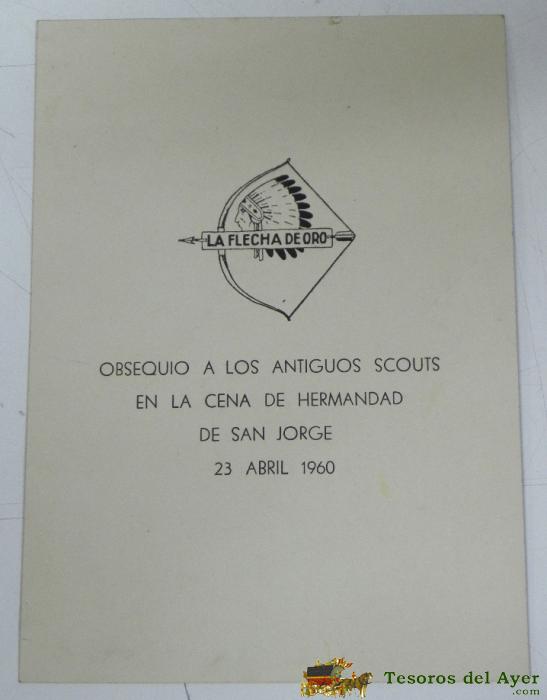 LA FLECHA DE ORO
OBSEQUIO A LOS ANTIGUOS SCOUTS
EN LA CENA DE HERMANDAD
DE SAN JORGE
23 ABRIL 1960
Tesoros del Ayer
.com